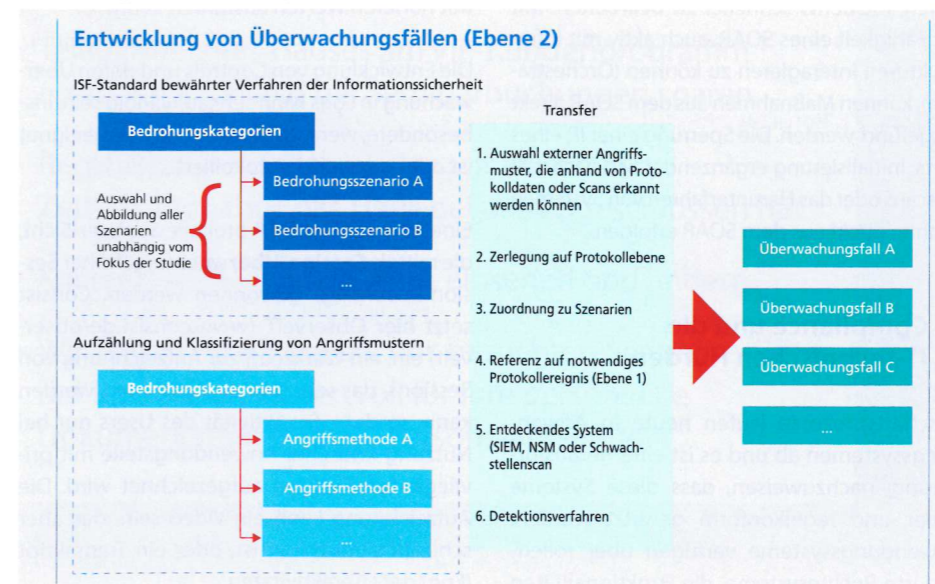 Entwicklung von Überwachungsfällen (Ebene 2)
ISF-Standard bewährter Verfahren der Informationssicherheit
Bedrohungskategorien
Bedrohungsszenario A
Auswahl und
Abbildung aller
Szenarien
unabhängig vom
Fokus der Studie
Bedrohungsszenario B
...
Aufzählung und Klassifizierung von Angriffsmustern
Bedrohungskategorien
Angriffsmethode A
Angriffsmethode B
...
Transfer
1. Auswahl externer Angriffs-
muster, die anhand von Proto-
kolldaten oder Scans erkannt
werden können
2. Zerlegung auf Protokollebene
3. Zuordnung zu Szenarien
4. Referenz auf notwendiges
Protokollereignis (Ebene 1)
5. Entdeckendes System
(SIEM, NSM oder Schwach-
stellenscan
6. Detektionsverfahren
Überwachungsfall A
Überwachungsfall B
Überwachungsfall C
...